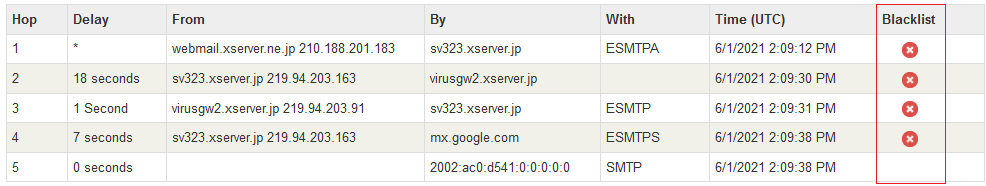 Hop Delay From By With Time (UTC) Blacklist
1 * webmail.xserver.ne.jp 210.188.201.183 sv323.xserver.jp ESMTPA 6/1/2021 2:09:12 PM
2 18 seconds sv323.xserver.jp 219.94.203.163 virusgw2.xserver.jp 6/1/2021 2:09:30 PM
3 1 Second virusgw2.xserver.jp 219.94.203.91 sv323.xserver.jp ESMTP 6/1/2021 2:09:31 PM
4 7 seconds sv323.xserver.jp 219.94.203.163 mx.google.com ESMTPS 6/1/2021 2:09:38 PM
5 0 seconds 2002:ac0:d541:0:0:0:0:0 SMTP 6/1/2021 2:09:38 PM